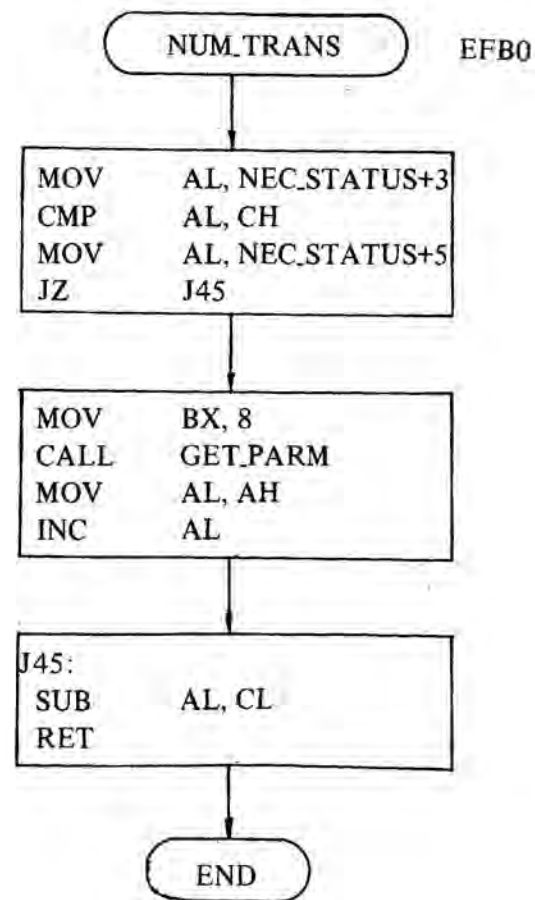 NUM_TRANS EFB0
MOV AL, NEC_STATUS+3
CMP AL, CH
MOV AL, NEC_STATUS+5
JZ J45
MOV BX, 8
CALL GET_PARM
MOV AL, AH
INC AL
J45:
SUB AL, CL
RET
END